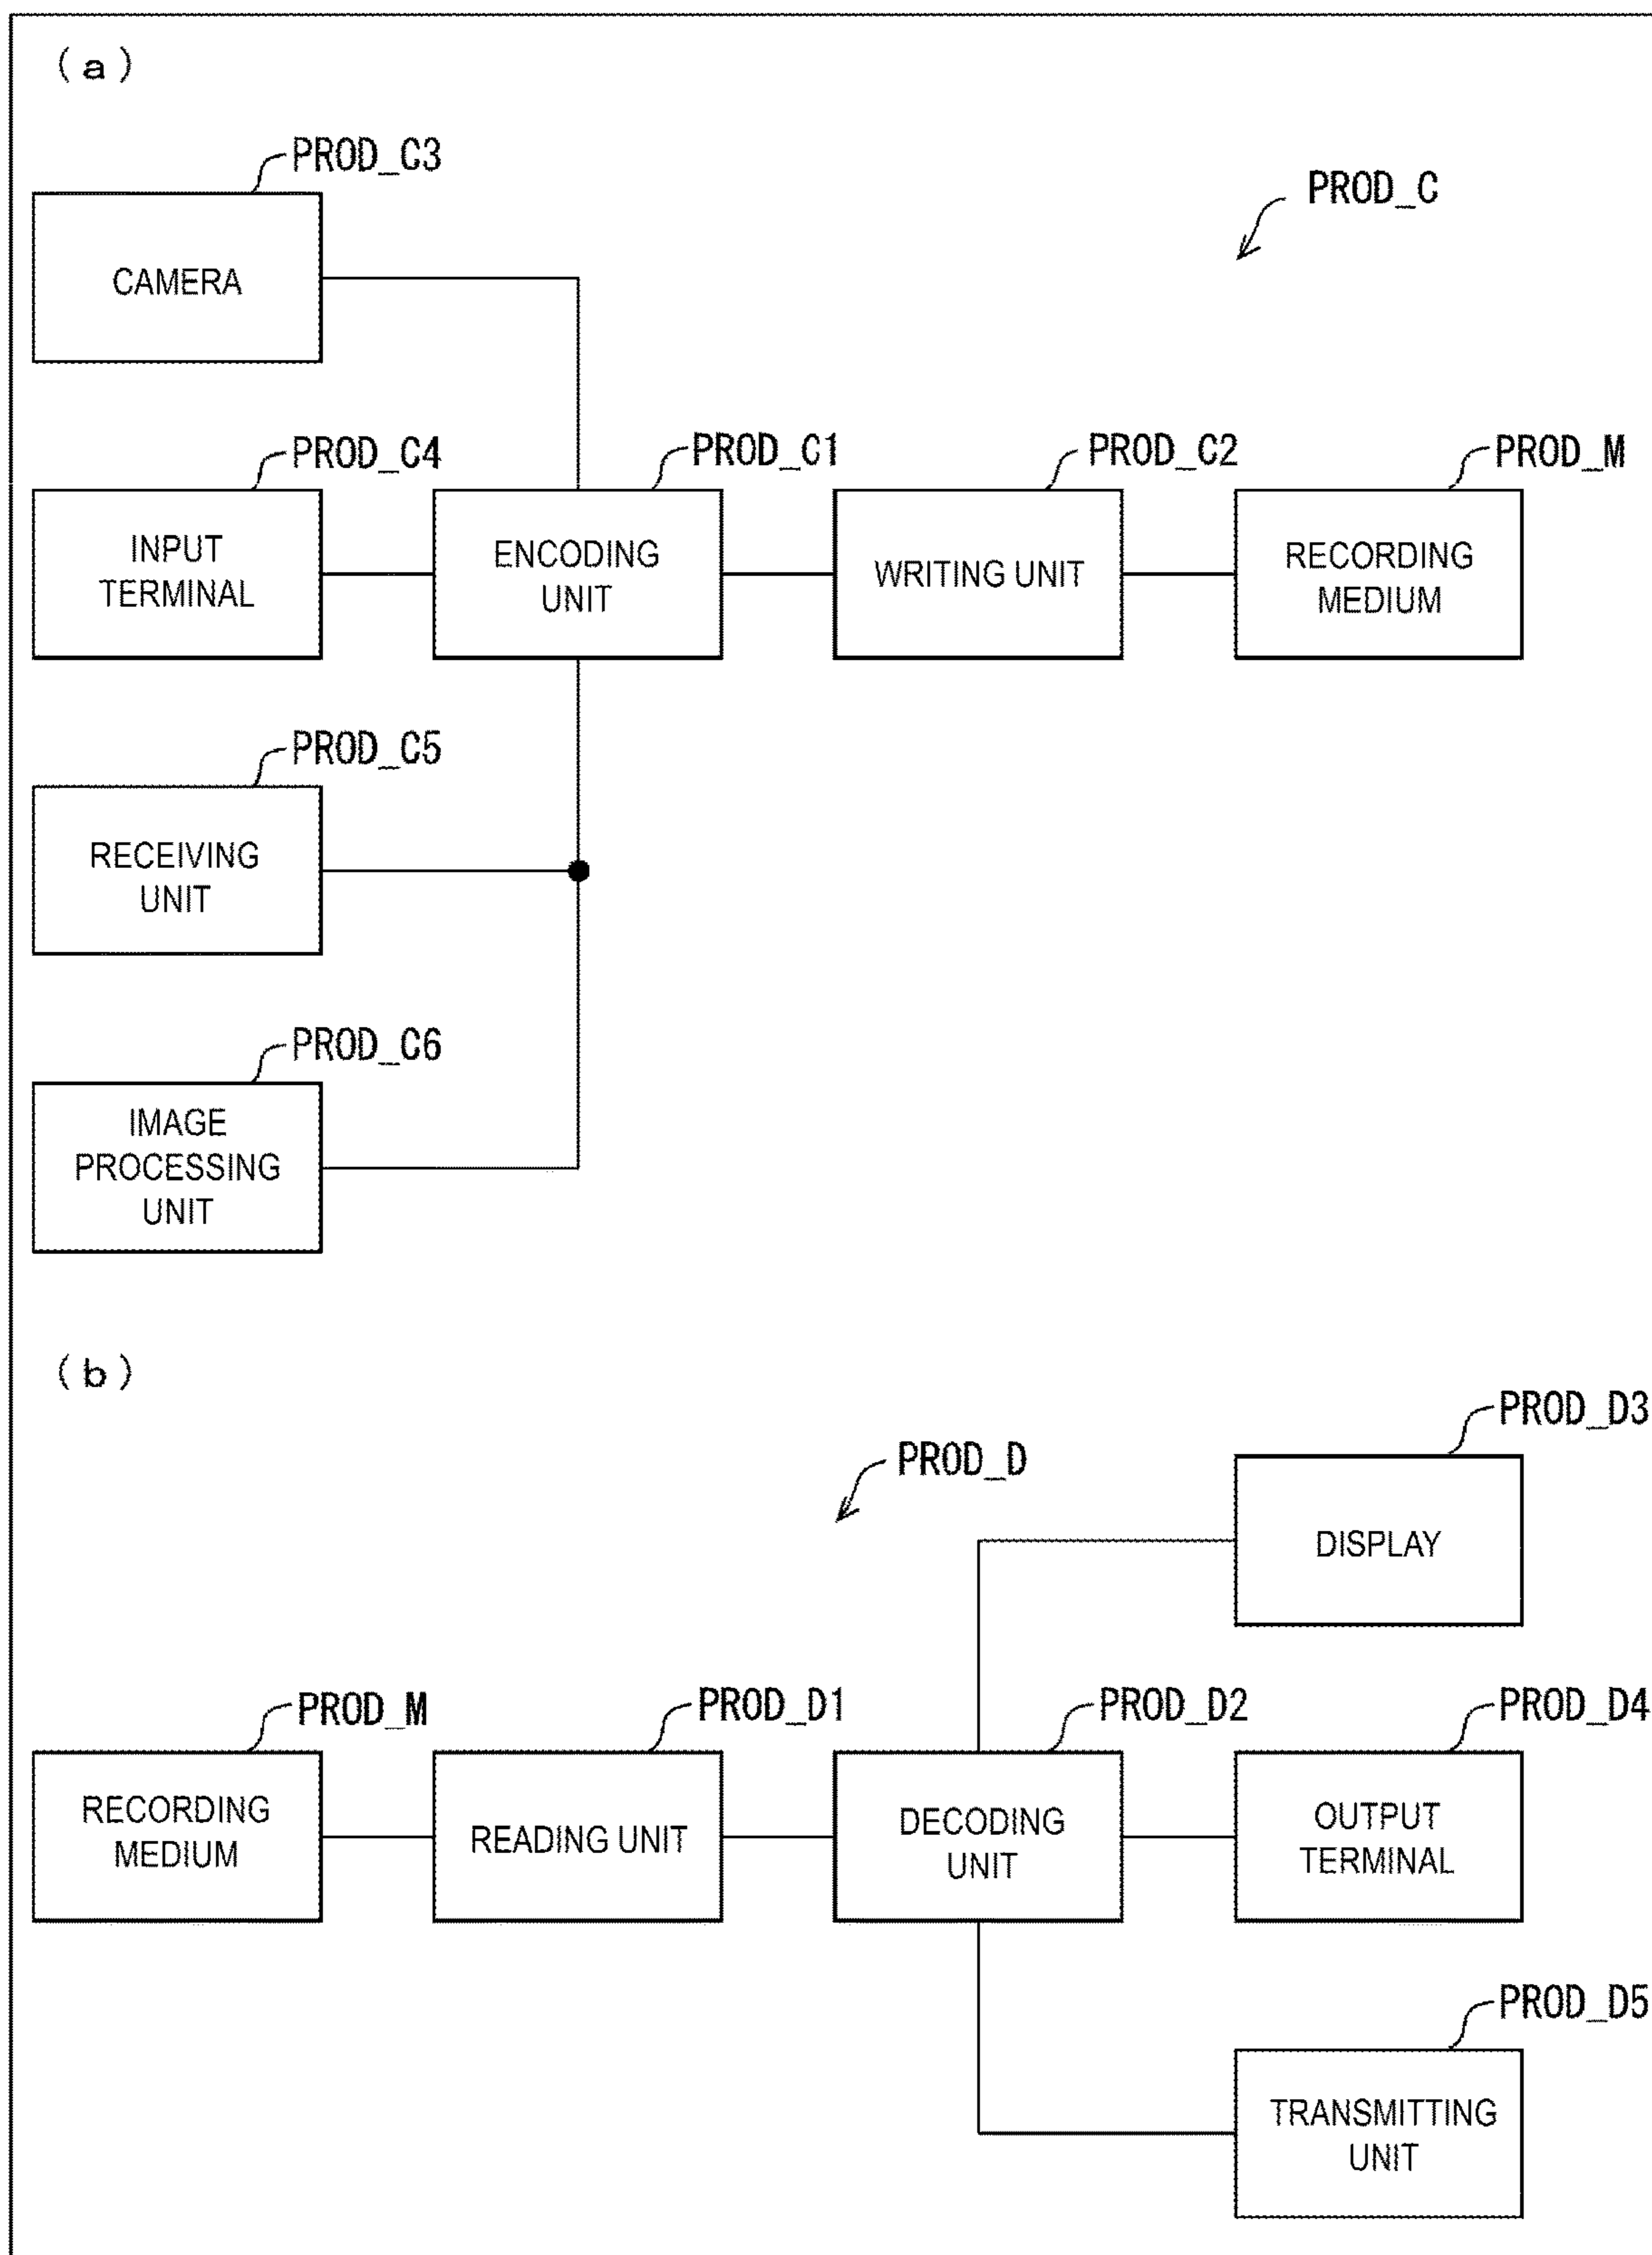 (a)
PROD_C3
PROD_C
CAMERA
PROD_C4
PROD_C1
PROD_C2
PROD_M
INPUT
TERMINAL
ENCODING
UNIT
WRITING UNIT
RECORDING
MEDIUM
PROD_C5
RECEIVING
UNIT
PROD_C6
IMAGE
PROCESSING
UNIT
(b)
PROD_D3
PROD_D
DISPLAY
PROD_M
PROD_D1
PROD_D2
PROD_D4
RECORDING
MEDIUM
READING UNIT
DECODING
UNIT
OUTPUT
TERMINAL
PROD_D5
TRANSMITTING
UNIT